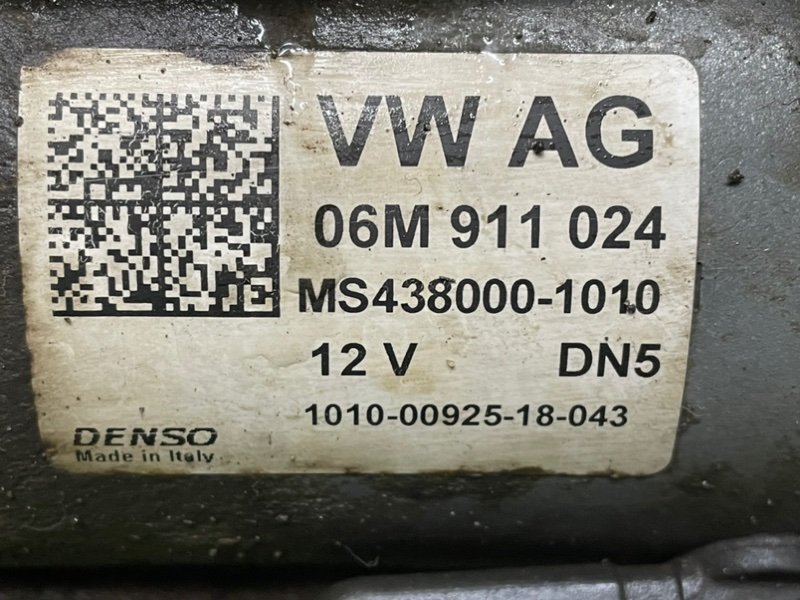 VW AG
06M 911 024
MS438000-1010
12 V DN5
1010-00925-18-043
DENSO
Made in Italy